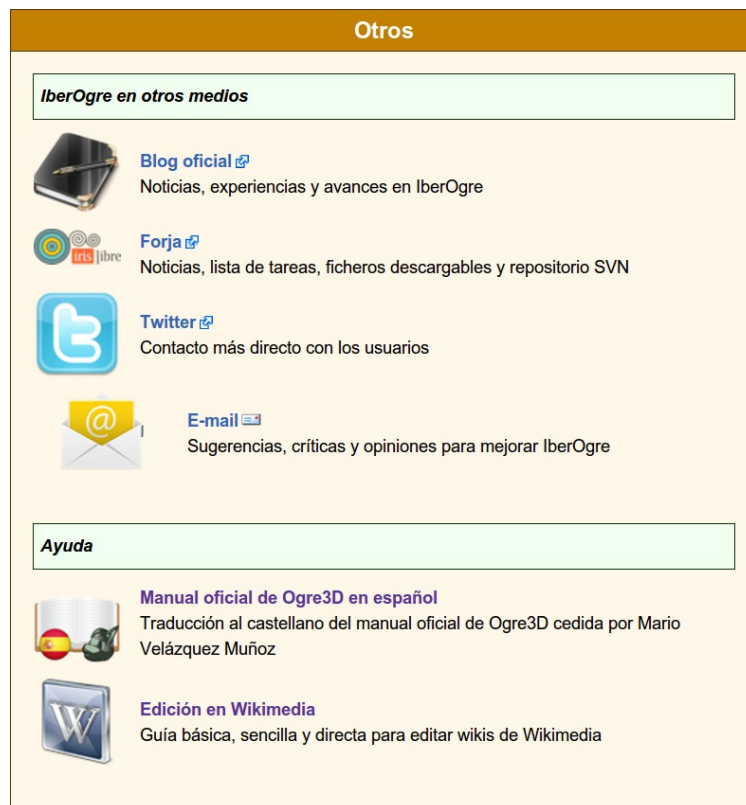 Otros
IberOgre en otros medios
Blog oficial
Noticias, experiencias y avances en IberOgre
iris libre
Forja
Noticias, lista de tareas, ficheros descargables y repositorio SVN
t
Twitter
Contacto más directo con los usuarios
@
E-mail
Sugerencias, críticas y opiniones para mejorar IberOgre
Ayuda
Manual oficial de Ogre3D en español
Traducción al castellano del manual oficial de Ogre3D cedida por Mario
Velázquez Muñoz
W
Edición en Wikimedia
Guía básica, sencilla y directa para editar wikis de Wikimedia